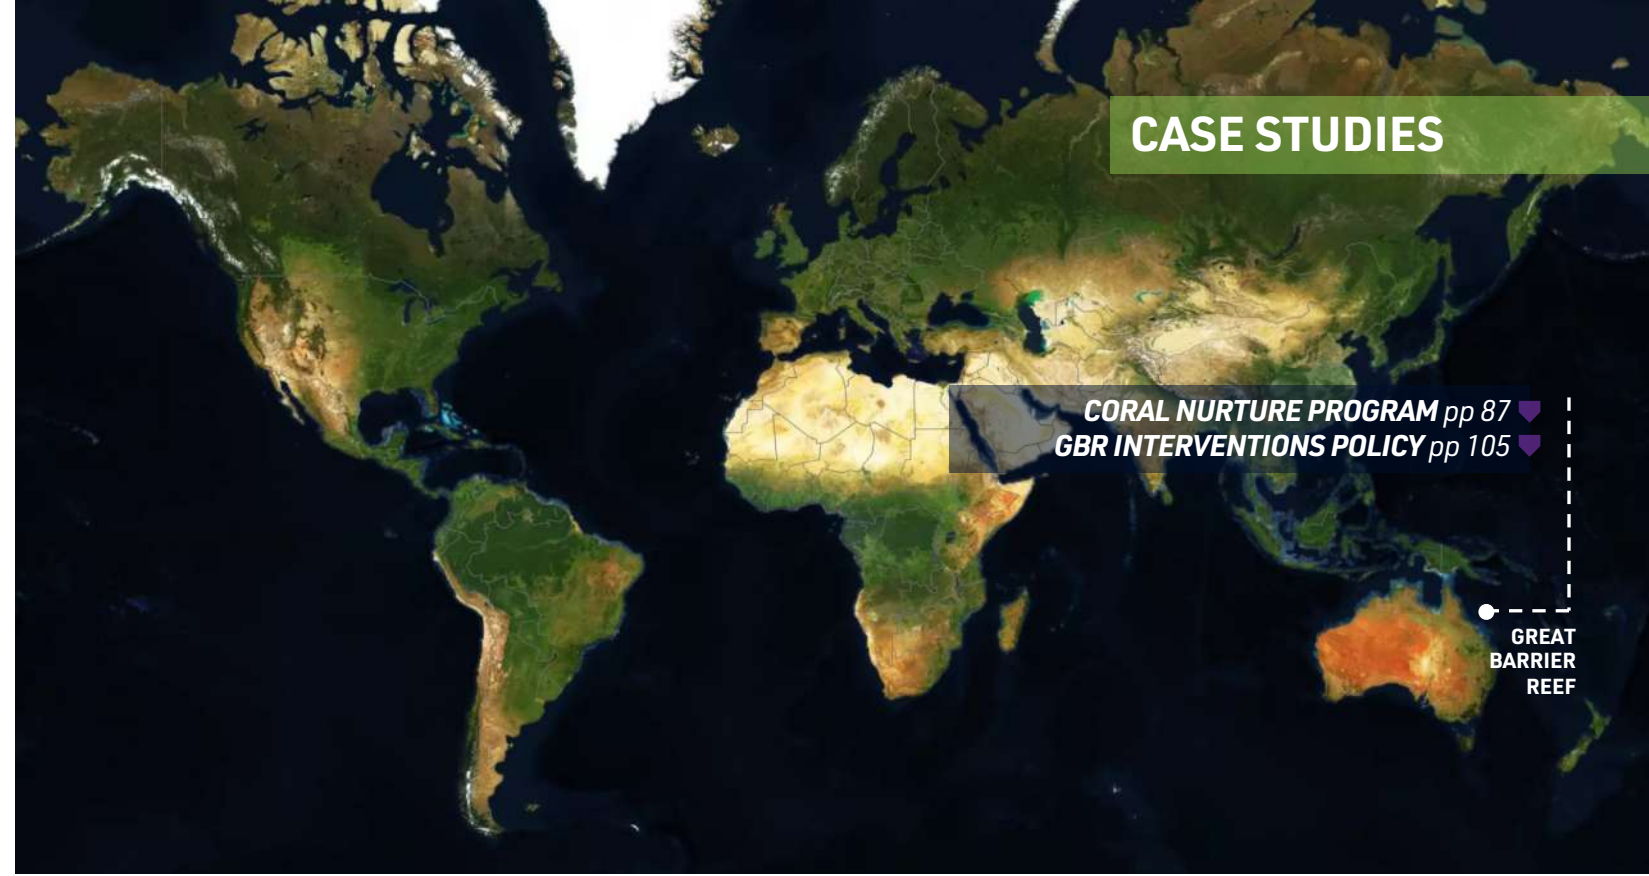 CASE STUDIES
CORAL NURTURE PROGRAM pp 87
GBR INTERVENTIONS POLICY pp 105
GREAT
BARRIER
REEF